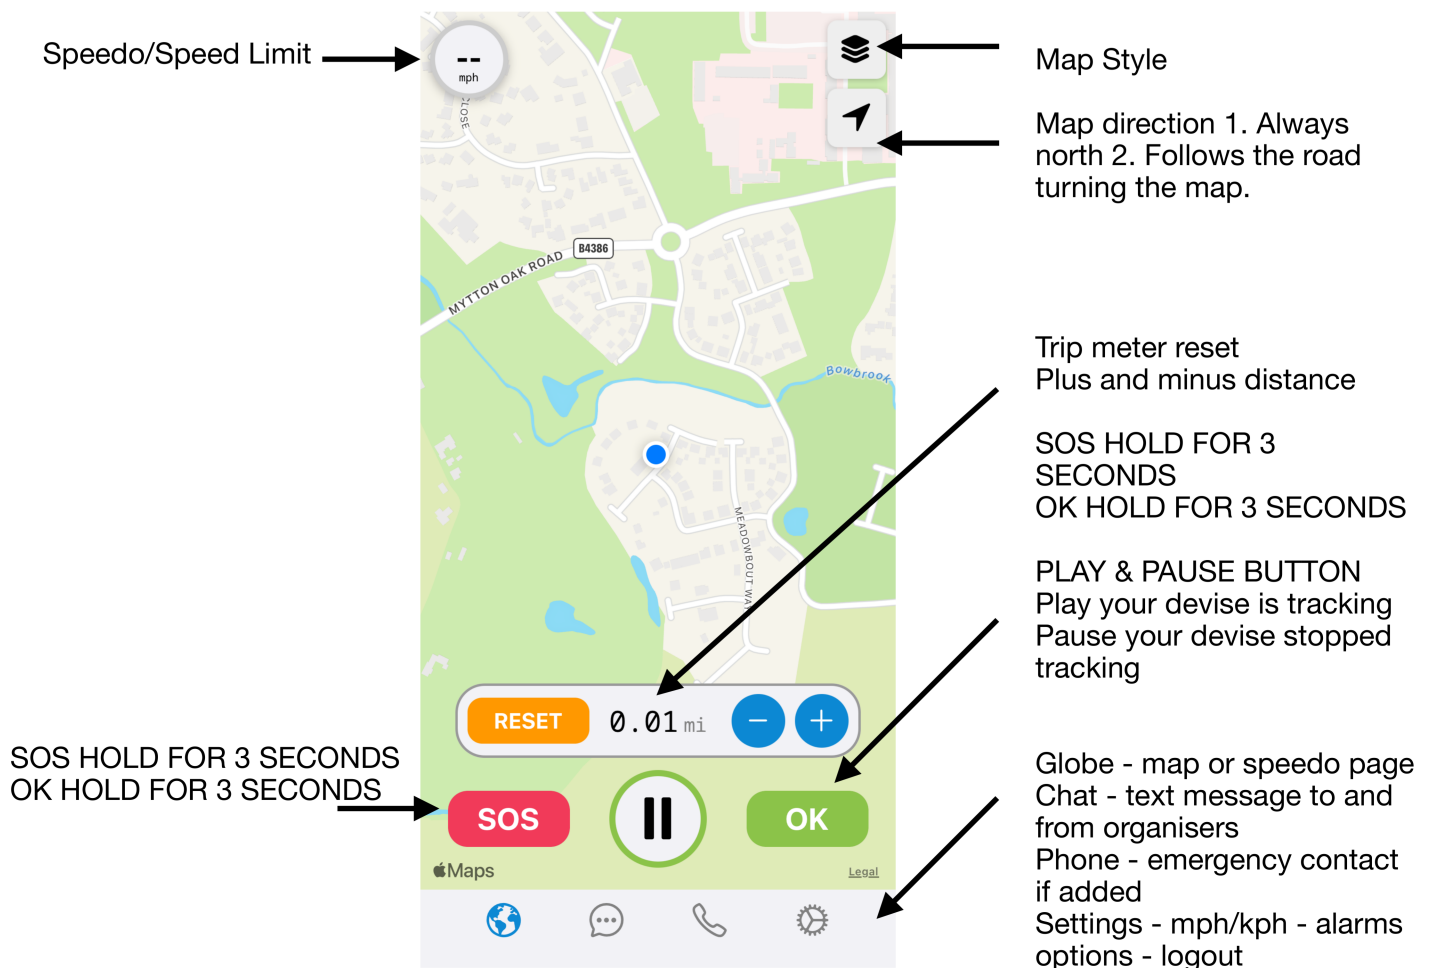 Speedo/Speed Limit
--
mph
CLOSE
Map Style
Map direction 1. Always
north 2. Follows the road
turning the map.
B4386
MYTTON OAK ROAD
Bowbrook
MEADOWBOUT WAY
Trip meter reset
Plus and minus distance
SOS HOLD FOR 3
SECONDS
OK HOLD FOR 3 SECONDS
PLAY & PAUSE BUTTON
Play your devise is tracking
Pause your devise stopped
tracking
RESET
0.01 mi
− +
SOS HOLD FOR 3 SECONDS
OK HOLD FOR 3 SECONDS
SOS
OK
Maps
Legal
Globe - map or speedo page
Chat - text message to and
from organisers
Phone - emergency contact
if added
Settings - mph/kph - alarms
options - logout